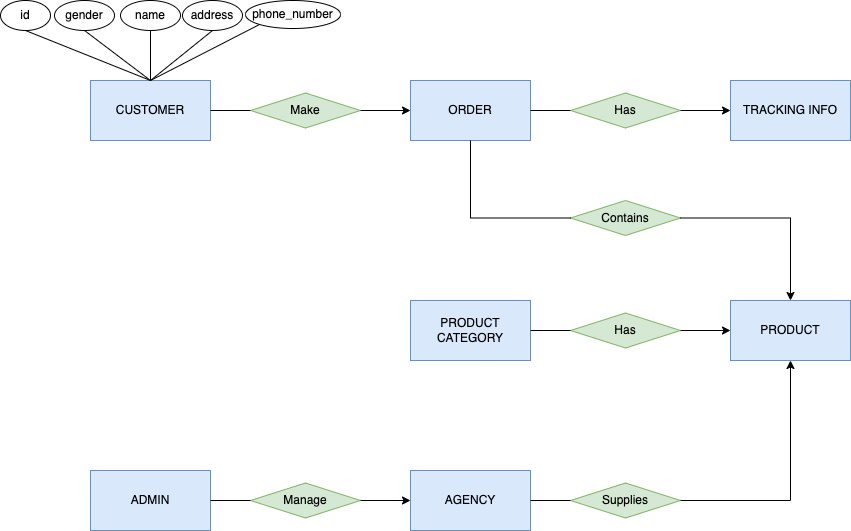 id
gender
name
address
phone_number
CUSTOMER
Make
ORDER
Has
TRACKING INFO
Contains
PRODUCT
CATEGORY
Has
PRODUCT
ADMIN
Manage
AGENCY
Supplies